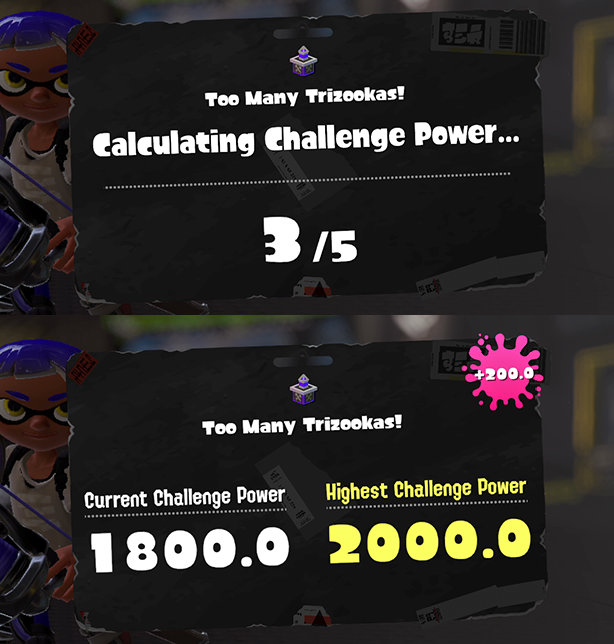 Too Many Trizookas!
Calculating Challenge Power...
3 /5
+200.0
Too Many Trizookas!
Current Challenge Power
Highest Challenge Power
1800.0
2000.0